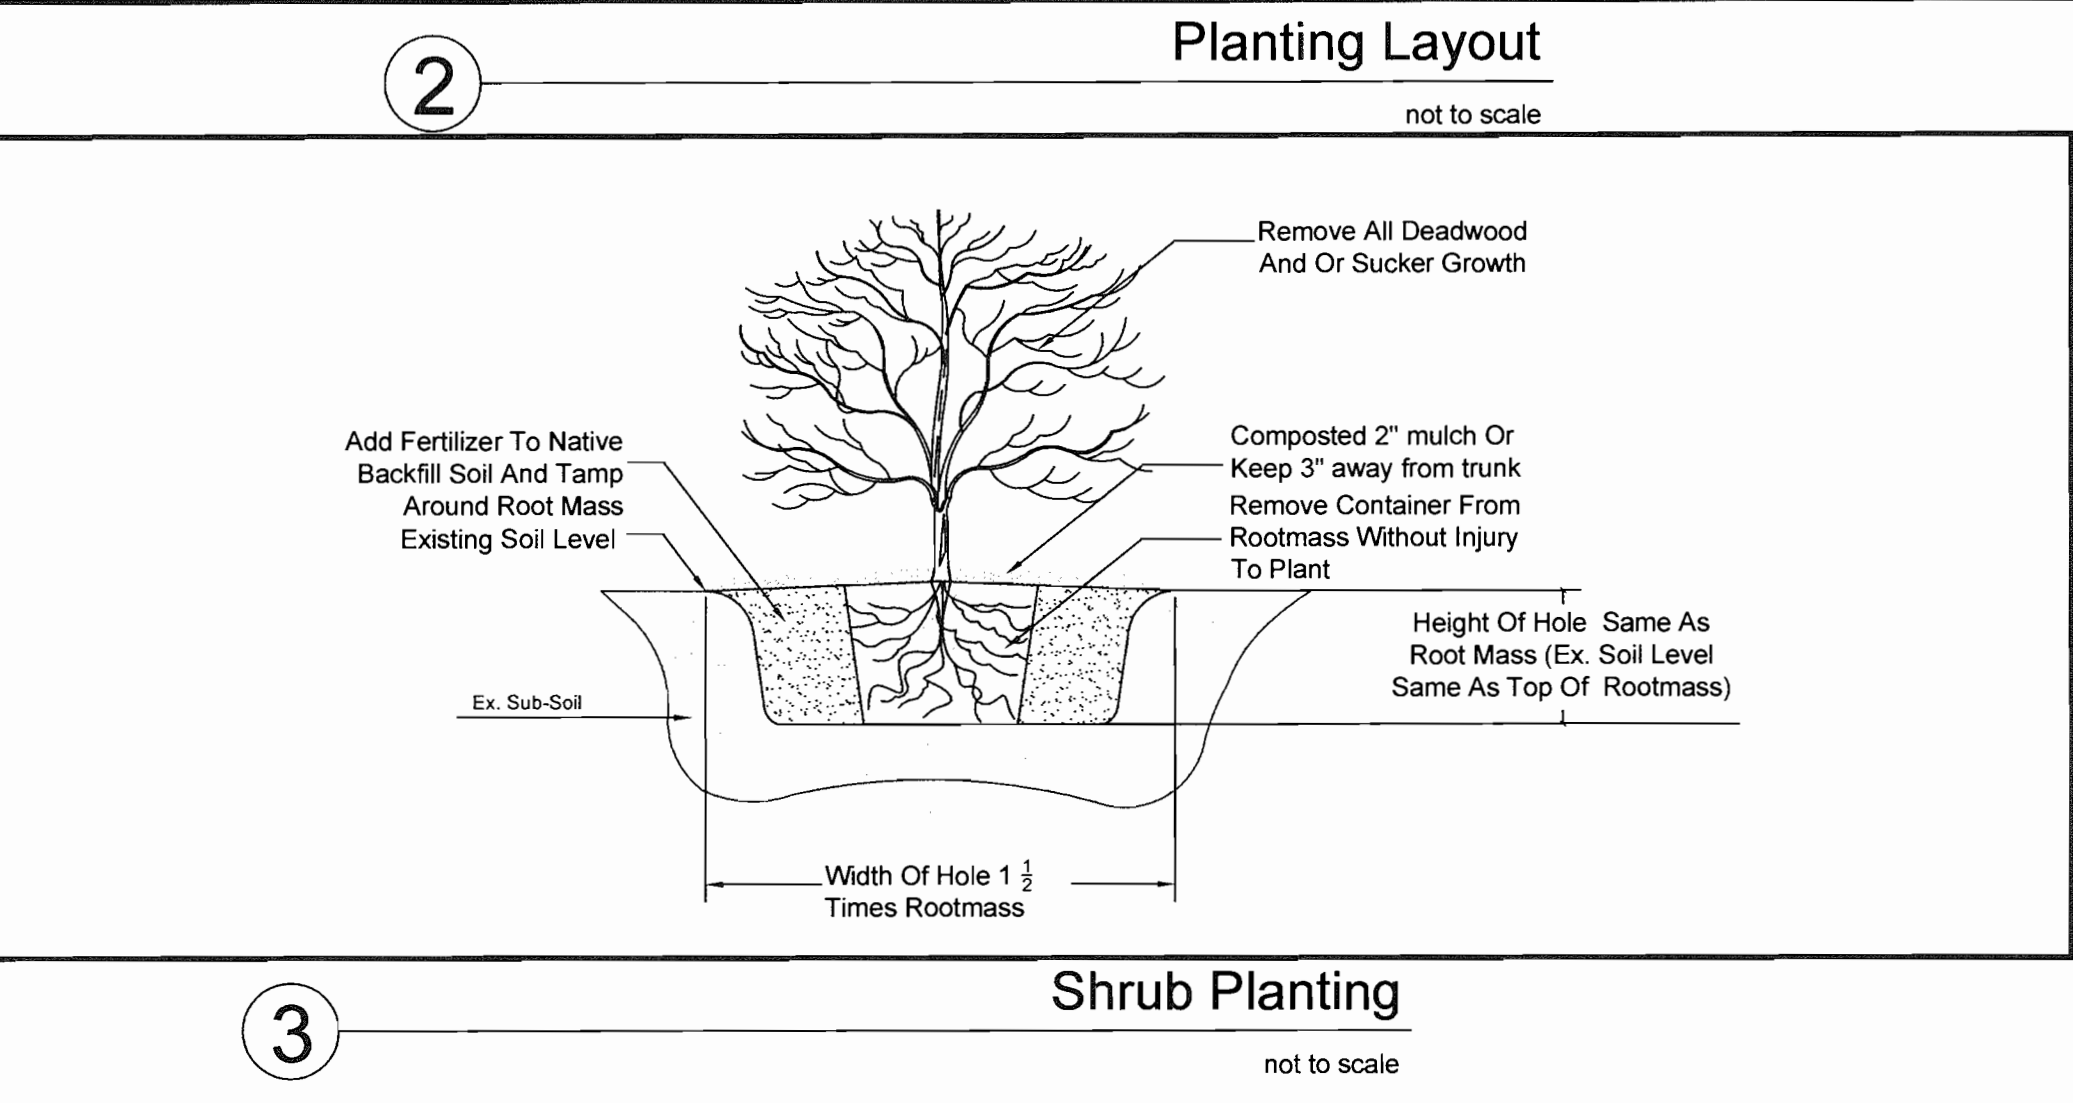 Planting Layout
2
not to scale
Remove All Deadwood
And Or Sucker Growth
Add Fertilizer To Native
Backfill Soil And Tamp
Around Root Mass
Existing Soil Level
Composted 2" mulch Or
Keep 3" away from trunk
Remove Container From
Rootmass Without Injury
To Plant
Height Of Hole Same As
Root Mass (Ex. Soil Level
Same As Top Of Rootmass)
Ex. Sub-Soil
Width Of Hole 1 1/2
Times Rootmass
Shrub Planting
3
not to scale